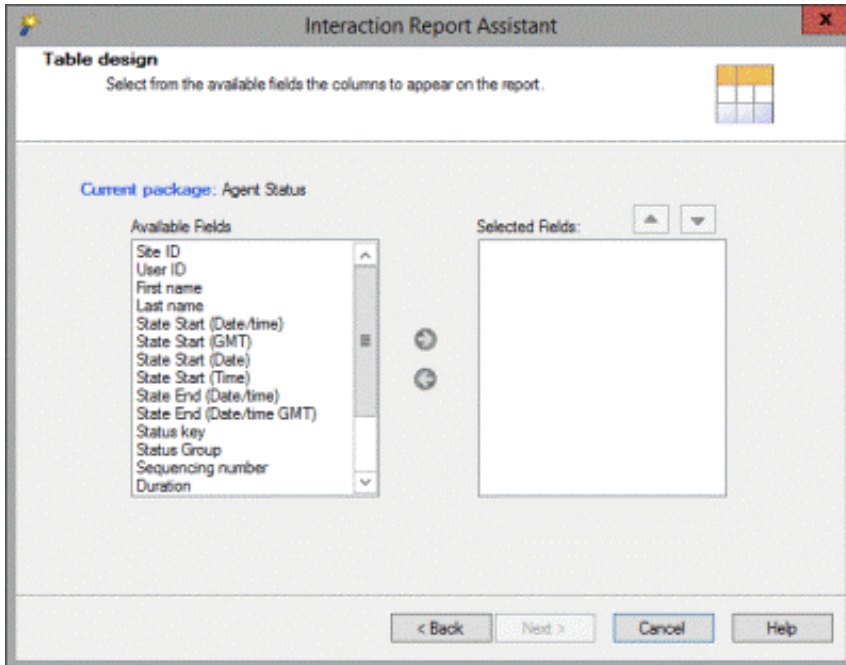 Interaction Report Assistant
x
Table design
Select from the available fields the columns to appear on the report.
Current package: Agent Status
Available Fields
Selected Fields:
Site ID
User ID
First name
Last name
State Start (Date/time)
State Start (GMT)
State Start (Date)
State Start (Time)
State End (Date/time)
State End (Date/time GMT)
Status key
Status Group
Sequencing number
Duration
< Back
Next >
Cancel
Help